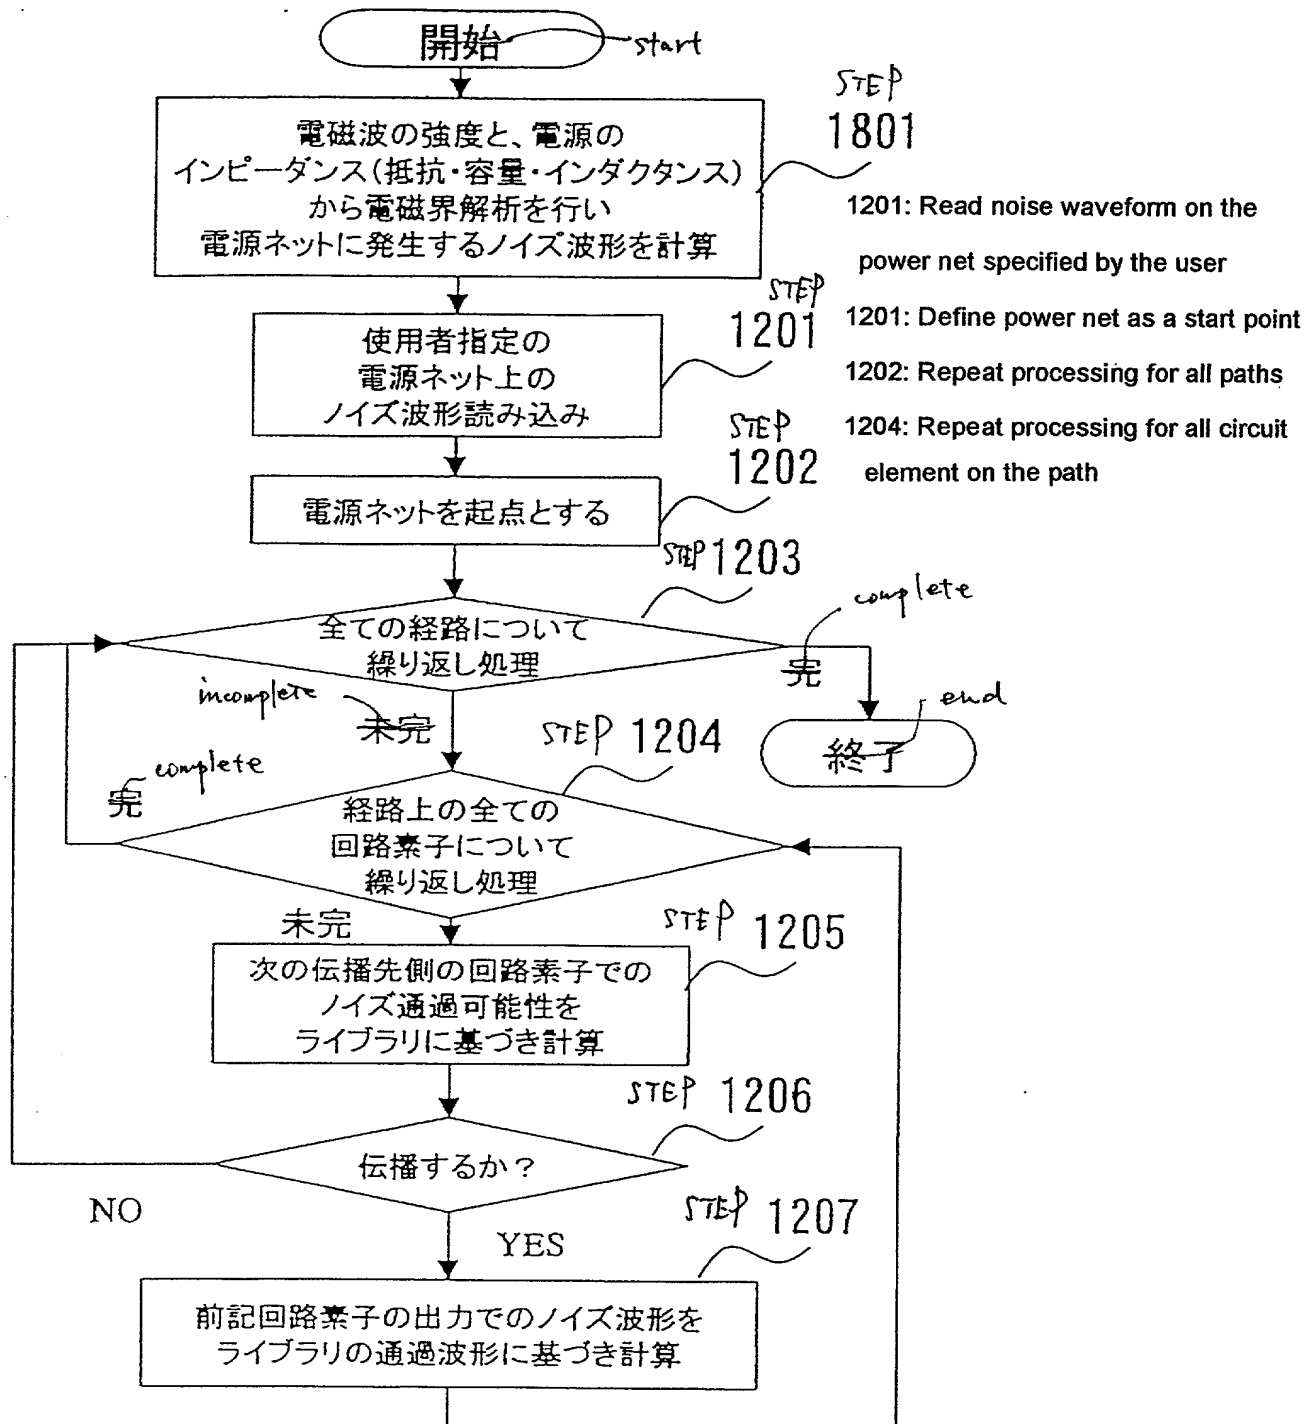 開始
start
STEP
1801
電磁波の強度と、電源の
インピーダンス(抵抗・容量・インダクタンス)
から電磁界解析を行い
電源ネットに発生するノイズ波形を計算
1201: Read noise waveform on the
power net specified by the user
1201: Define power net as a start point
1202: Repeat processing for all paths
1204: Repeat processing for all circuit
element on the path
STEP
1201
使用者指定の
電源ネット上の
ノイズ波形読み込み
STEP
1202
電源ネットを起点とする
STEP 1203
全ての経路について
繰り返し処理
complete
完
incomplete
未完
end
終了
STEP 1204
complete
完
経路上の全ての
回路素子について
繰り返し処理
未完
STEP 1205
次の伝播先側の回路素子での
ノイズ通過可能性を
ライブラリに基づき計算
STEP 1206
伝播するか?
NO
YES
STEP 1207
前記回路素子の出力でのノイズ波形を
ライブラリの通過波形に基づき計算